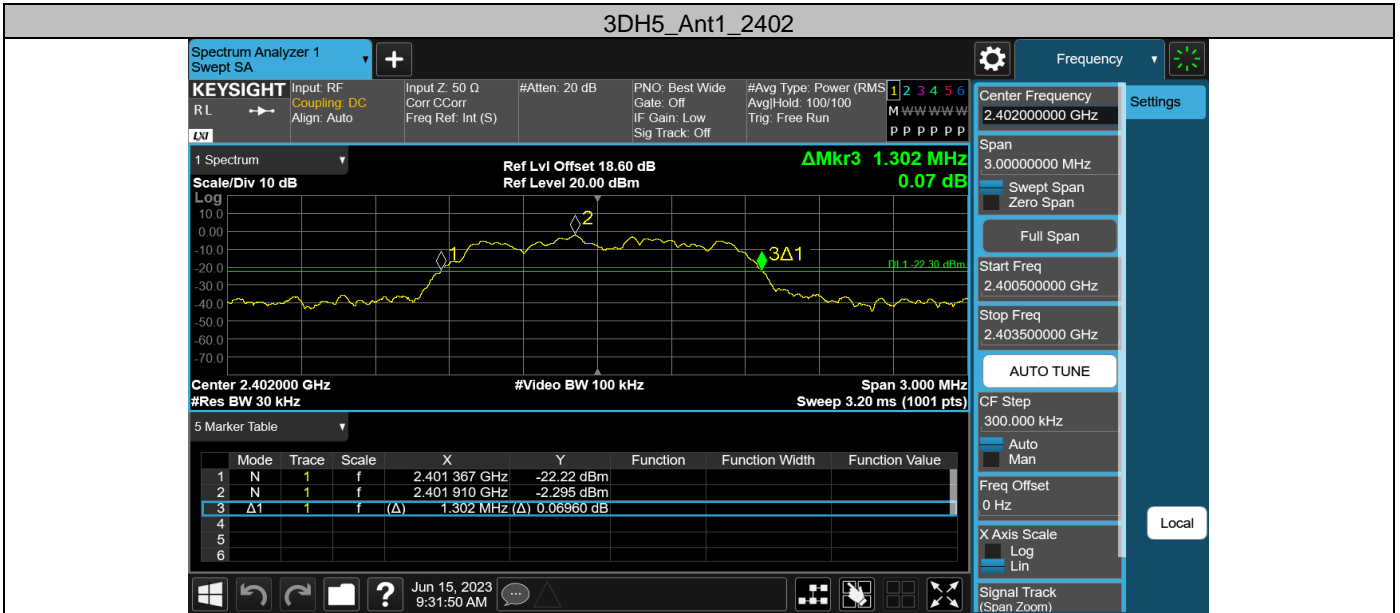 3DH5_Ant1_2402
Spectrum Analyzer 1
Swept SA
+
Frequency
KEYSIGHT
RL
LXI
Input: RF
Coupling: DC
Align: Auto
Input Z: 50 Ω
Corr CCorr
Freq Ref: Int (S)
#Atten: 20 dB
PNO: Best Wide
Gate: Off
IF Gain: Low
Sig Track: Off
#Avg Type: Power (RMS
Avg|Hold: 100/100
Trig: Free Run
1 2 3 4 5 6
M W W W W W
P P P P P P
1 Spectrum
Scale/Div 10 dB
Ref Lvl Offset 18.60 dB
Ref Level 20.00 dBm
ΔMkr3 1.302 MHz
0.07 dB
Log
10.0
0.00
-10.0
-20.0
-30.0
-40.0
-50.0
-60.0
-70.0
1
2
3Δ1
DL1 -22.30 dBm
Center 2.402000 GHz
#Video BW 100 kHz
Span 3.000 MHz
#Res BW 30 kHz
Sweep 3.20 ms (1001 pts)
5 Marker Table
Mode Trace Scale X Y Function Function Width Function Value
1 N 1 f 2.401 367 GHz -22.22 dBm
2 N 1 f 2.401 910 GHz -2.295 dBm
3 Δ1 1 f (Δ) 1.302 MHz (Δ) 0.06960 dB
4
5
6
?
Jun 15, 2023
9:31:50 AM
Center Frequency
2.402000000 GHz
Span
3.00000000 MHz
Swept Span
Zero Span
Full Span
Start Freq
2.400500000 GHz
Stop Freq
2.403500000 GHz
AUTO TUNE
CF Step
300.000 kHz
Auto
Man
Freq Offset
0 Hz
X Axis Scale
Log
Lin
Signal Track
(Span Zoom)
Settings
Local